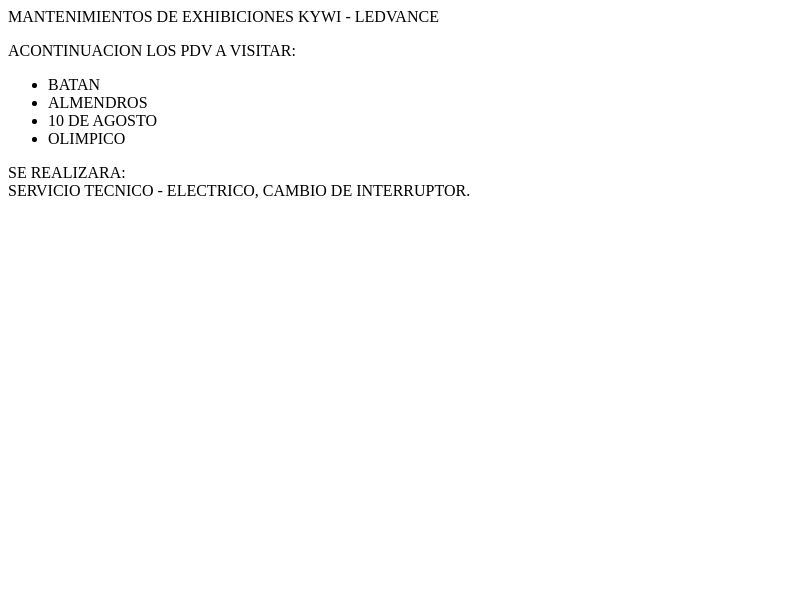 MANTENIMIENTOS DE EXHIBICIONES KYWI - LEDVANCE
ACONTINUACION LOS PDV A VISITAR:
• BATAN
• ALMENDROS
• 10 DE AGOSTO
• OLIMPICO
SE REALIZARA:
SERVICIO TECNICO - ELECTRICO, CAMBIO DE INTERRUPTOR.